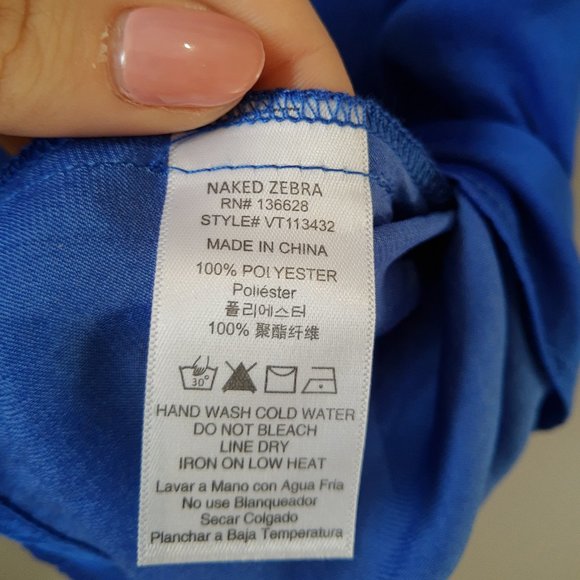 NAKED ZEBRA
RN# 136628
STYLE# VT113432
MADE IN CHINA
100% POLYESTER
Poliéster
폴리에스터
100% 聚酯纤维
30°
HAND WASH COLD WATER
DO NOT BLEACH
LINE DRY
IRON ON LOW HEAT
Lavar a Mano con Agua Fria
No use Blanqueador
Secar Colgado
Planchar a Baja Temperatura